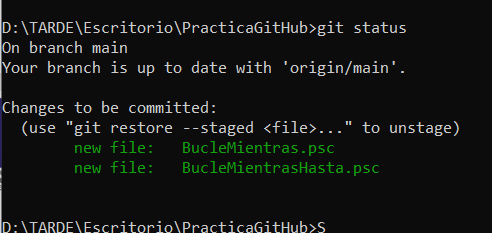 D:\TARDE\Escritorio\PracticaGitHub>git status
On branch main
Your branch is up to date with 'origin/main'.
Changes to be committed:
  (use "git restore --staged <file>..." to unstage)
        new file:   BucleMientras.psc
        new file:   BucleMientrasHasta.psc
D:\TARDE\Escritorio\PracticaGitHub>S